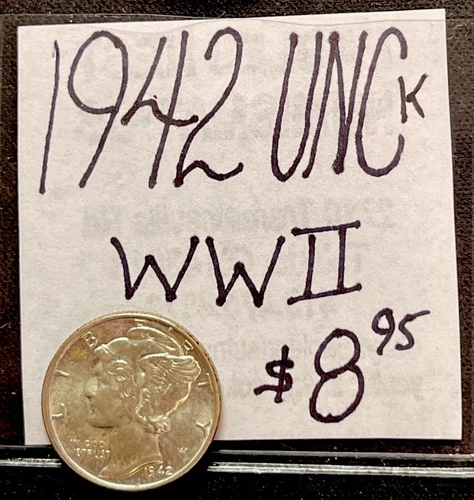 1942 UNC K
WWII
$8 95
LIBERTY
IN GOD
WE TRUST
1942